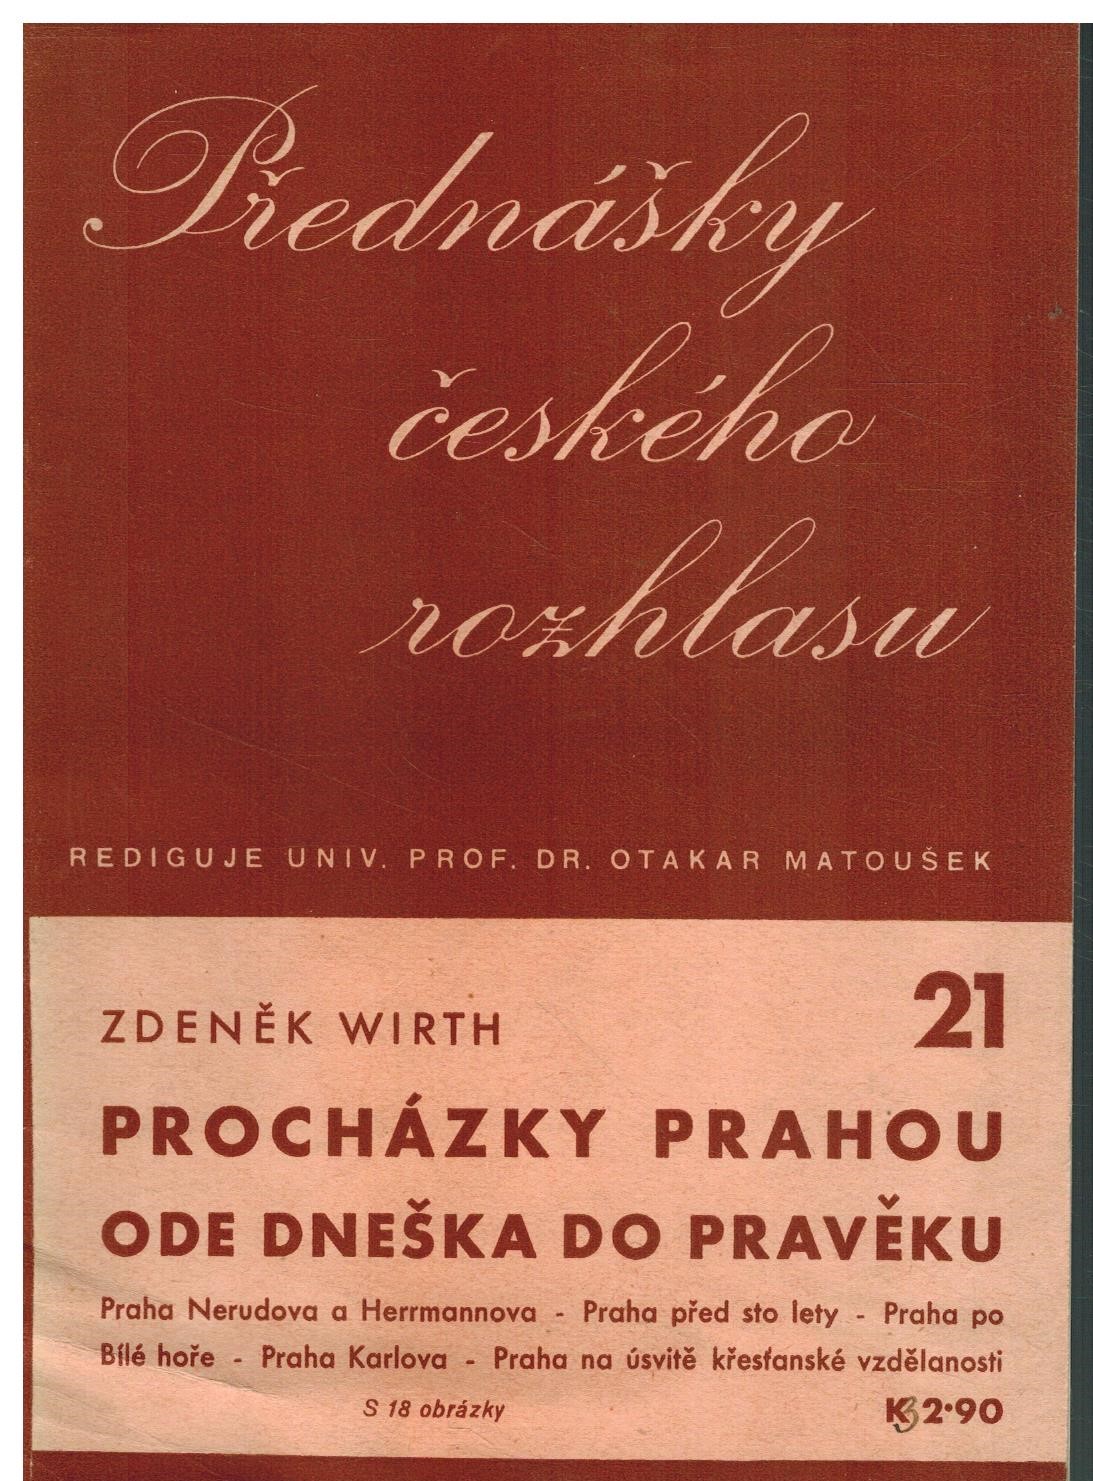 Přednášky
českého
rozhlasu
REDIGUJE UNIV. PROF. DR. OTAKAR MATOUŠEK
21
ZDENĚK WIRTH
PROCHÁZKY PRAHOU
ODE DNEŠKA DO PRAVĚKU
Praha Nerudova a Herrmannova - Praha před sto lety - Praha po
Bílé hoře - Praha Karlova - Praha na úsvitě křesťanské vzdělanosti
S 18 obrázky
K 2·90